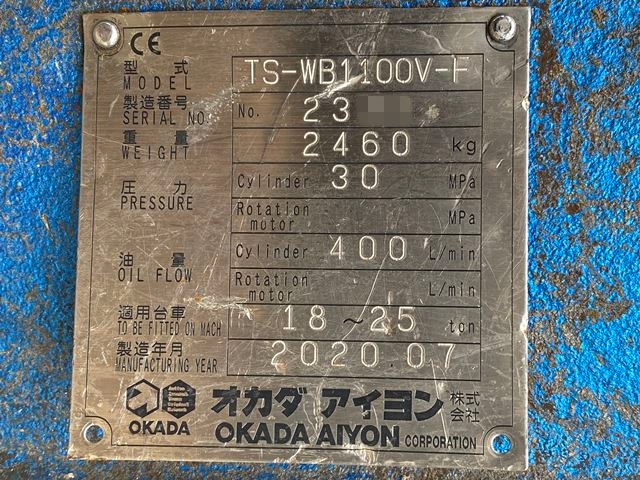 CE
型式 TS-WB1100V-F
MODEL
製造番号 No. 23
SERIAL NO.
重量 2460 kg
WEIGHT
圧力 Cylinder 30 MPa
PRESSURE Rotation motor MPa
油量 Cylinder 400 L/min
OIL FLOW Rotation motor L/min
適用台車 18~25 ton
TO BE FITTED ON MACH
製造年月 2020.07
MANUFACTURING YEAR
オカダ アイヨン 株式会社
OKADA OKADA AIYON CORPORATION